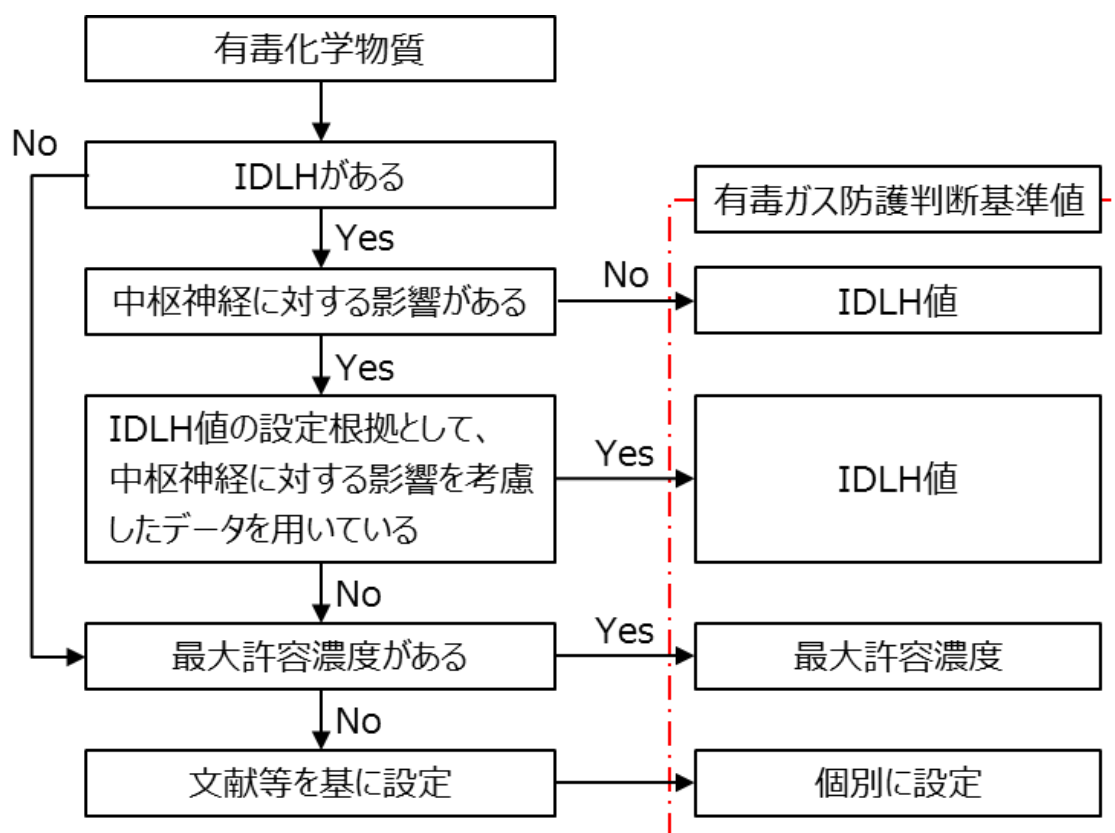 有毒化学物質
No
IDLHがある
有毒ガス防護判断基準値
Yes
中枢神経に対する影響がある
No
IDLH値
Yes
IDLH値の設定根拠として、
中枢神経に対する影響を考慮
したデータを用いている
Yes
IDLH値
No
最大許容濃度がある
Yes
最大許容濃度
No
文献等を基に設定
個別に設定